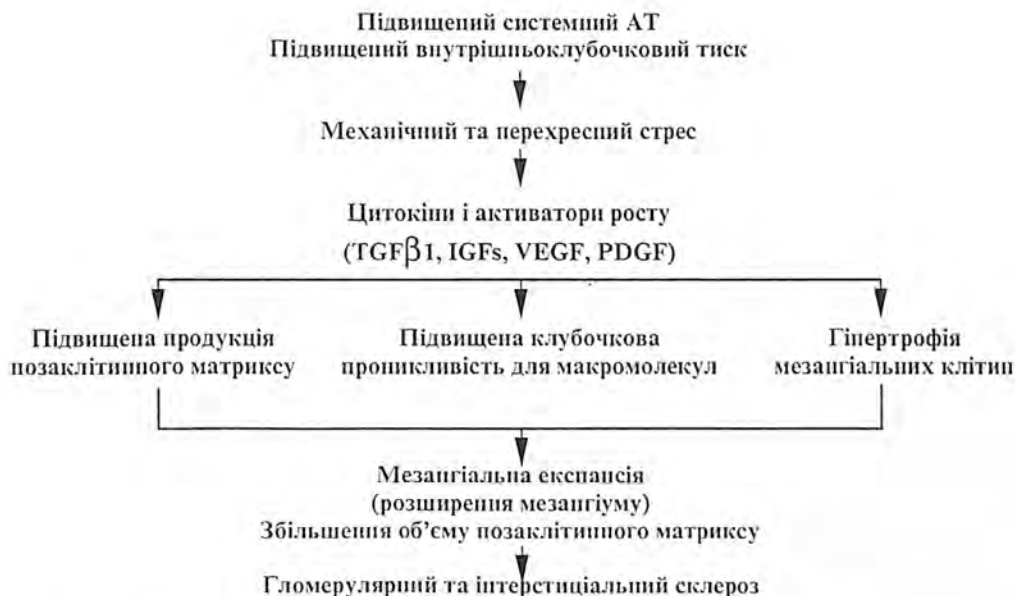 Підвищений системний АТ
Підвищений внутрішньоклубочковий тиск
Механічний та перехресний стрес
Цитокіни і активатори росту
(TGFβ1, IGFs, VEGF, PDGF)
Підвищена продукція
позаклітинного матриксу
Підвищена клубочкова
проникливість для макромолекул
Гіпертрофія
мезангіальних клітин
Мезангіальна експансія
(розширення мезангіуму)
Збільшення об’єму позаклітинного матриксу
Гломерулярний та інтерстиціальний склероз